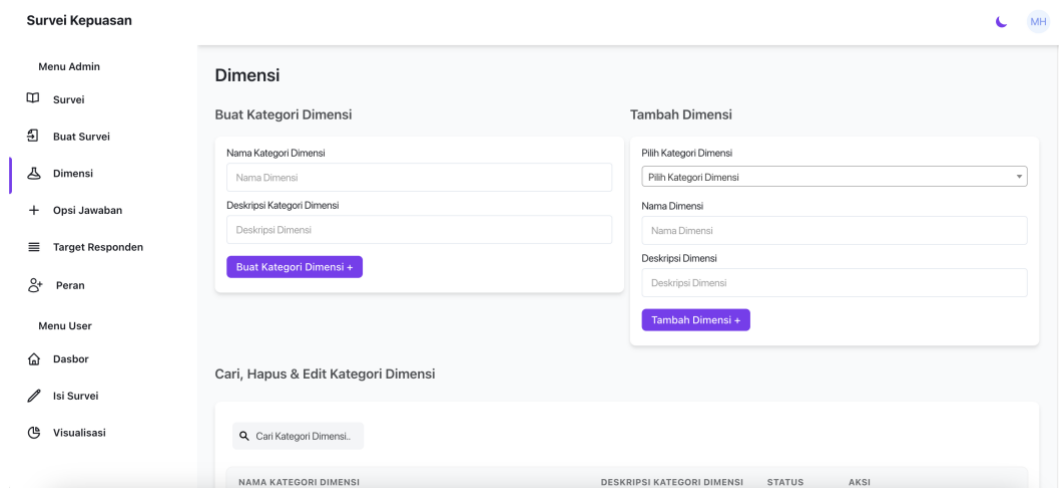 Survei Kepuasan
MH
Menu Admin
Survei
Buat Survei
Dimensi
Opsi Jawaban
Target Responden
Peran
Menu User
Dasbor
Isi Survei
Visualisasi
Dimensi
Buat Kategori Dimensi
Nama Kategori Dimensi
Nama Dimensi
Deskripsi Kategori Dimensi
Deskripsi Dimensi
Buat Kategori Dimensi +
Tambah Dimensi
Pilih Kategori Dimensi
Pilih Kategori Dimensi
Nama Dimensi
Nama Dimensi
Deskripsi Dimensi
Deskripsi Dimensi
Tambah Dimensi +
Cari, Hapus & Edit Kategori Dimensi
Cari Kategori Dimensi..
NAMA KATEGORI DIMENSI DESKRIPSI KATEGORI DIMENSI STATUS AKSI